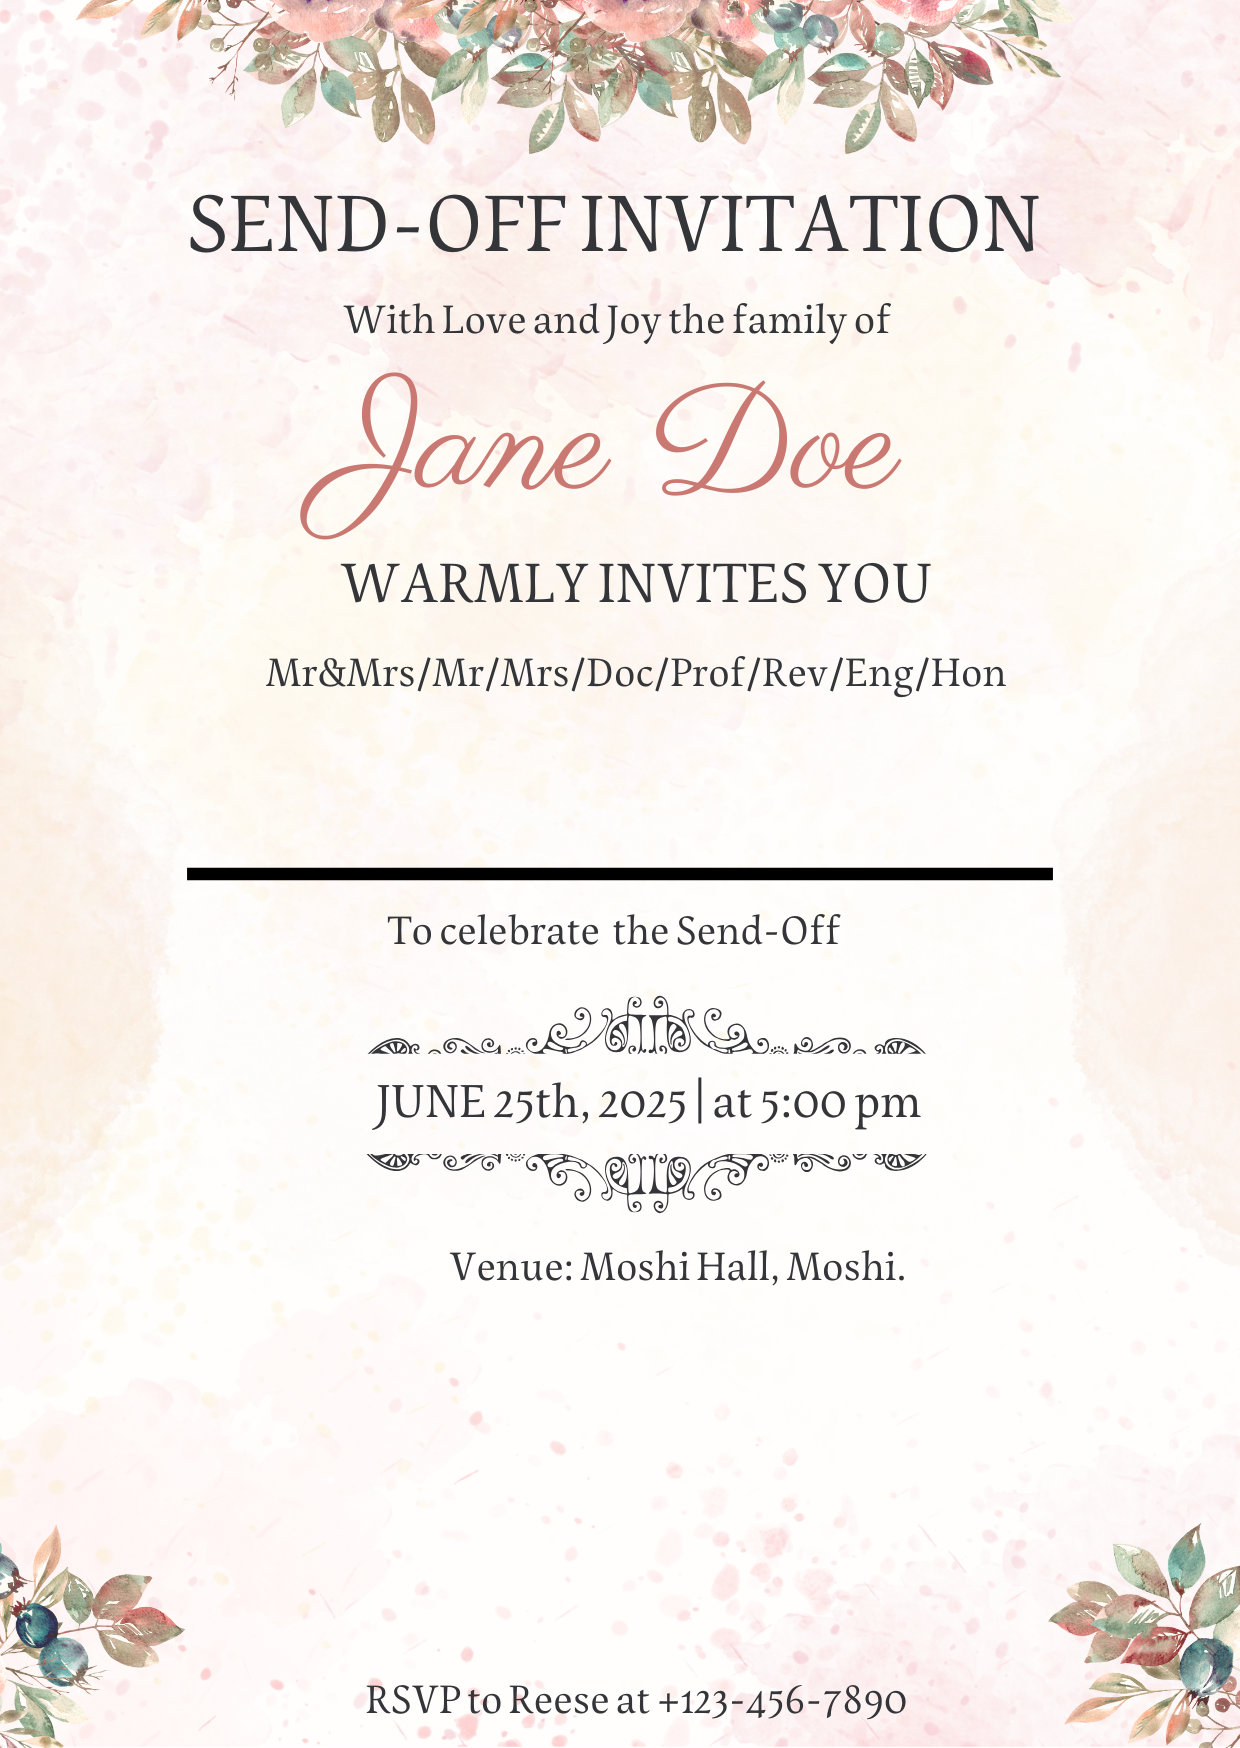 SEND-OFF INVITATION
With Love and Joy the family of
Jane Doe
WARMLY INVITES YOU
Mr&Mrs/Mr/Mrs/Doc/Prof/Rev/Eng/Hon
To celebrate the Send-Off
JUNE 25th, 2025 | at 5:00 pm
Venue: Moshi Hall, Moshi.
RSVP to Reese at +123-456-7890